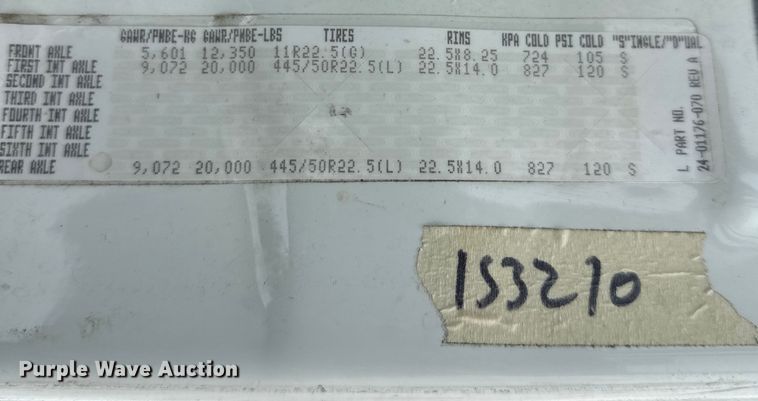 GAWR/PNBE-KG GAWR/PNBE-LBS TIRES RIMS KPA COLD PSI COLD "S"INGLE/"D"UAL
FRONT AXLE 5,601 12,350 11R22.5(G) 22.5X8.25 724 105 S
FIRST INT AXLE 9,072 20,000 445/50R22.5(L) 22.5X14.0 827 120 S
SECOND INT AXLE
THIRD INT AXLE
FOURTH INT AXLE
FIFTH INT AXLE
SIXTH INT AXLE
REAR AXLE 9,072 20,000 445/50R22.5(L) 22.5X14.0 827 120 S
L PART NO.
24-01176-070 REV A
153270
Purple Wave Auction